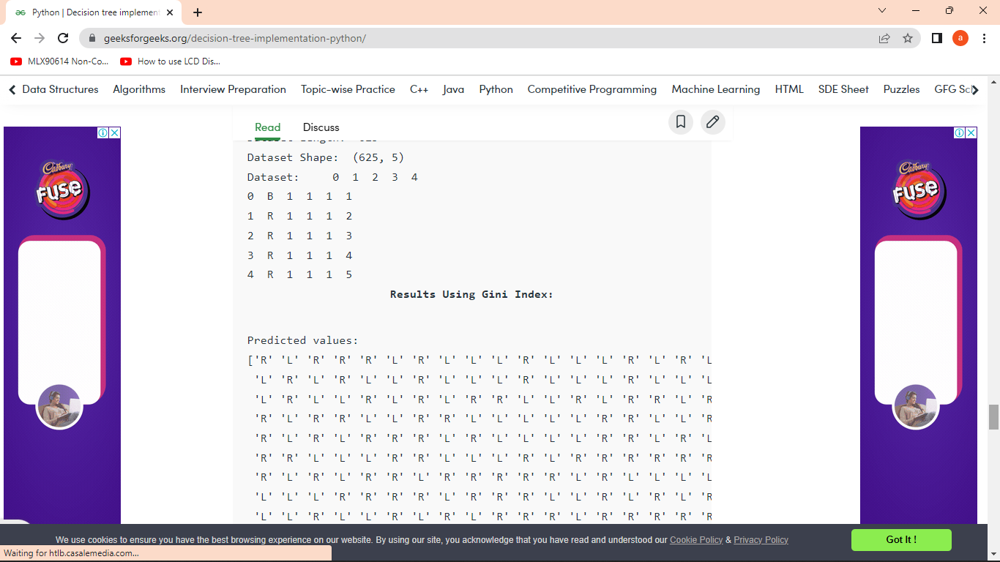 Python | Decision tree implement
geeksforgeeks.org/decision-tree-implementation-python/
a
MLX90614 Non-Co... How to use LCD Dis...
Data Structures Algorithms Interview Preparation Topic-wise Practice C++ Java Python Competitive Programming Machine Learning HTML SDE Sheet Puzzles GFG Sch
Read Discuss
Dataset Shape: (625, 5)
Dataset: 0 1 2 3 4
0 B 1 1 1 1
1 R 1 1 1 2
2 R 1 1 1 3
3 R 1 1 1 4
4 R 1 1 1 5
Results Using Gini Index:
Predicted values:
['R' 'L' 'R' 'R' 'R' 'L' 'R' 'L' 'L' 'L' 'R' 'L' 'L' 'L' 'R' 'L' 'R' 'L
'L' 'R' 'L' 'R' 'L' 'L' 'R' 'L' 'L' 'L' 'R' 'L' 'L' 'L' 'R' 'L' 'L' 'L
'L' 'R' 'L' 'L' 'R' 'L' 'R' 'L' 'R' 'R' 'L' 'L' 'R' 'L' 'R' 'R' 'L' 'R
'R' 'L' 'R' 'R' 'L' 'L' 'R' 'R' 'L' 'L' 'L' 'L' 'L' 'R' 'R' 'L' 'L' 'R
'R' 'L' 'R' 'L' 'R' 'R' 'R' 'L' 'R' 'L' 'L' 'L' 'L' 'R' 'R' 'L' 'R' 'L
'R' 'R' 'L' 'L' 'L' 'R' 'R' 'L' 'L' 'L' 'R' 'L' 'R' 'R' 'R' 'R' 'R' 'R
'R' 'L' 'R' 'L' 'R' 'R' 'L' 'R' 'R' 'R' 'R' 'R' 'L' 'R' 'L' 'L' 'L' 'L
'L' 'L' 'L' 'R' 'R' 'R' 'R' 'L' 'R' 'R' 'R' 'L' 'L' 'R' 'L' 'R' 'L' 'R
'L' 'L' 'R' 'L' 'R' 'L' 'R' 'L' 'R' 'R' 'L' 'L' 'R' 'L' 'R' 'R' 'R' 'R
Cadbury
FUSE
Cadbury
FUSE
We use cookies to ensure you have the best browsing experience on our website. By using our site, you acknowledge that you have read and understood our Cookie Policy & Privacy Policy
Got It !
Waiting for htlb.casalemedia.com...